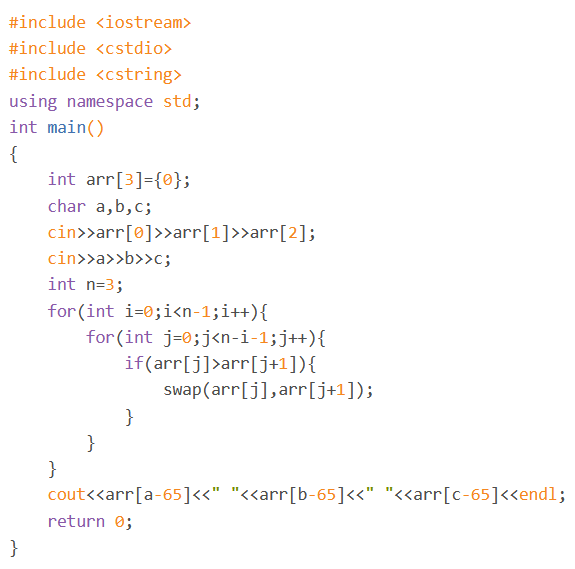 #include <iostream>
#include <cstdio>
#include <cstring>
using namespace std;
int main()
{
    int arr[3]={0};
    char a,b,c;
    cin>>arr[0]>>arr[1]>>arr[2];
    cin>>a>>b>>c;
    int n=3;
    for(int i=0;i<n-1;i++){
        for(int j=0;j<n-i-1;j++){
            if(arr[j]>arr[j+1]){
                swap(arr[j],arr[j+1]);
            }
        }
    }
    cout<<arr[a-65]<<" "<<arr[b-65]<<" "<<arr[c-65]<<endl;
    return 0;
}